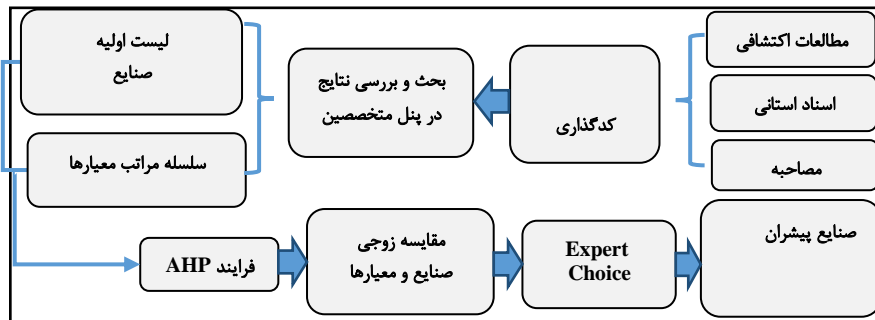 مطالعات اکتشافی
اسناد استانی
مصاحبه
کدگذاری
بحث و بررسی نتایج
در پنل متخصصین
لیست اولیه
صنایع
سلسله مراتب معیارها
فرایند AHP
مقایسه زوجی
صنایع و معیارها
Expert
Choice
صنایع پیشران